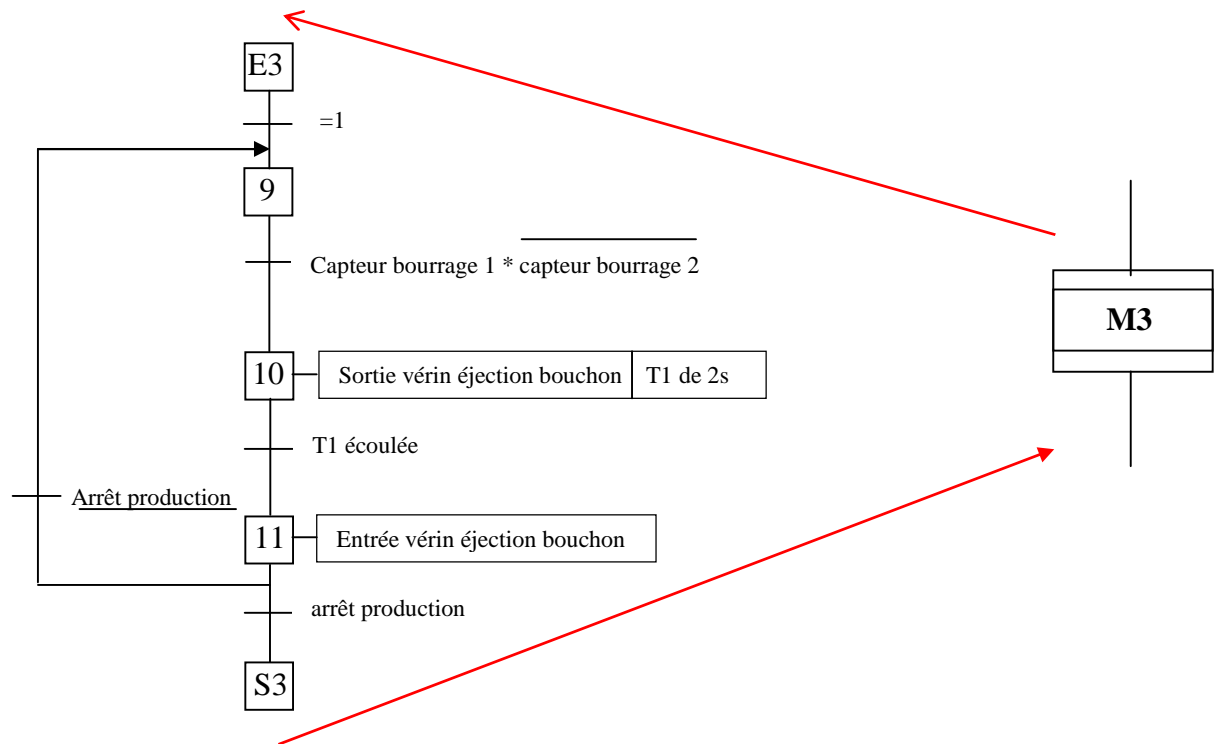 E3
=1
9
Capteur bourrage 1 * capteur bourrage 2
M3
10
Sortie vérin éjection bouchon
T1 de 2s
T1 écoulée
Arrêt production
11
Entrée vérin éjection bouchon
arrêt production
S3